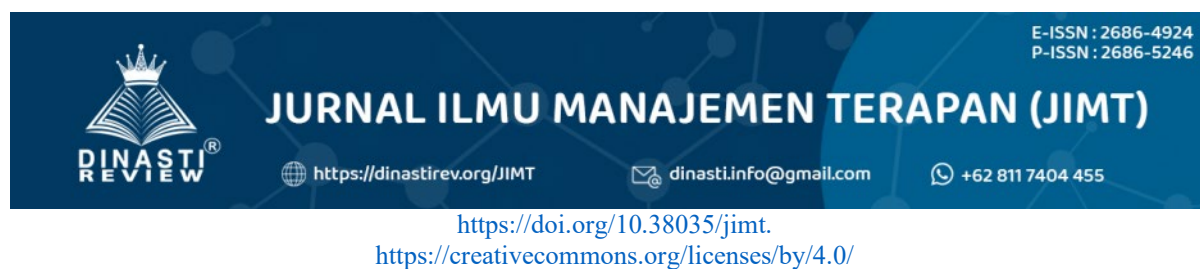 E-ISSN : 2686-4924
P-ISSN : 2686-5246
JURNAL ILMU MANAJEMEN TERAPAN (JIMT)
DINASTI®
REVIEW
https://dinastirev.org/JIMT dinasti.info@gmail.com +62 811 7404 455
https://doi.org/10.38035/jimt.
https://creativecommons.org/licenses/by/4.0/